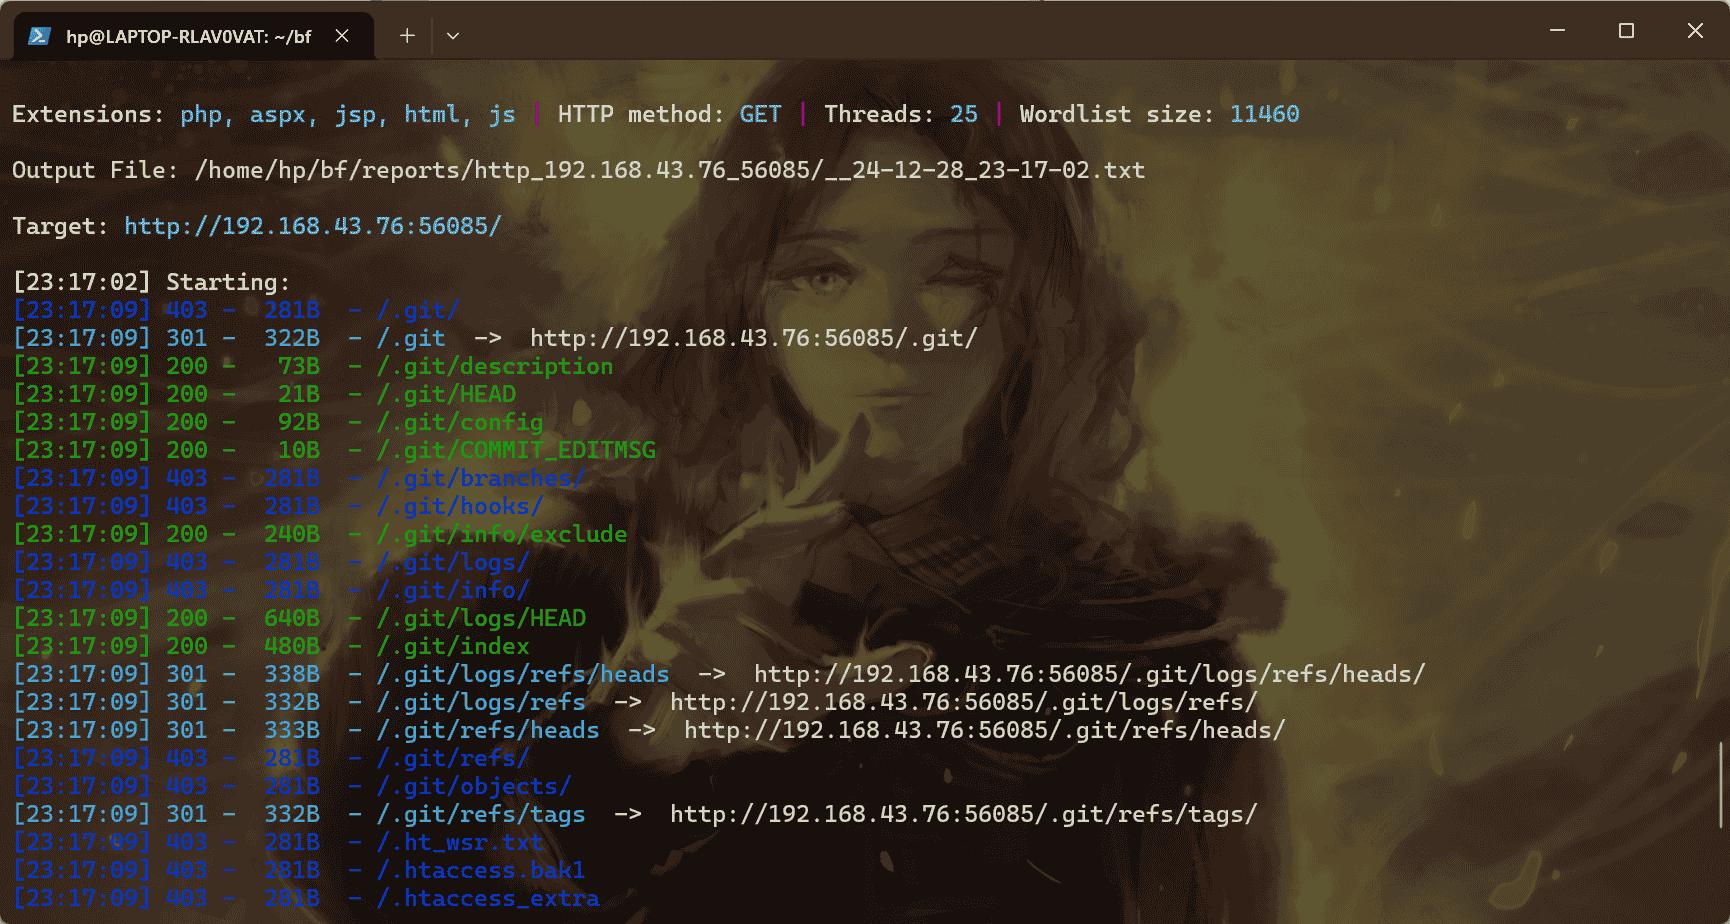 hp@LAPTOP-RLAV0VAT: ~/bf
Extensions: php, aspx, jsp, html, js | HTTP method: GET | Threads: 25 | Wordlist size: 11460
Output File: /home/hp/bf/reports/http_192.168.43.76_56085/__24-12-28_23-17-02.txt
Target: http://192.168.43.76:56085/
[23:17:02] Starting:
[23:17:09] 403 -  281B  - /.git/
[23:17:09] 301 -  322B  - /.git  ->  http://192.168.43.76:56085/.git/
[23:17:09] 200 -   73B  - /.git/description
[23:17:09] 200 -   21B  - /.git/HEAD
[23:17:09] 200 -   92B  - /.git/config
[23:17:09] 200 -   10B  - /.git/COMMIT_EDITMSG
[23:17:09] 403 -  281B  - /.git/branches/
[23:17:09] 403 -  281B  - /.git/hooks/
[23:17:09] 200 -  240B  - /.git/info/exclude
[23:17:09] 403 -  281B  - /.git/logs/
[23:17:09] 403 -  281B  - /.git/info/
[23:17:09] 200 -  640B  - /.git/logs/HEAD
[23:17:09] 200 -  480B  - /.git/index
[23:17:09] 301 -  338B  - /.git/logs/refs/heads  ->  http://192.168.43.76:56085/.git/logs/refs/heads/
[23:17:09] 301 -  332B  - /.git/logs/refs  ->  http://192.168.43.76:56085/.git/logs/refs/
[23:17:09] 301 -  333B  - /.git/refs/heads  ->  http://192.168.43.76:56085/.git/refs/heads/
[23:17:09] 403 -  281B  - /.git/refs/
[23:17:09] 403 -  281B  - /.git/objects/
[23:17:09] 301 -  332B  - /.git/refs/tags  ->  http://192.168.43.76:56085/.git/refs/tags/
[23:17:09] 403 -  281B  - /.ht_wsr.txt
[23:17:09] 403 -  281B  - /.htaccess.bak1
[23:17:09] 403 -  281B  - /.htaccess_extra